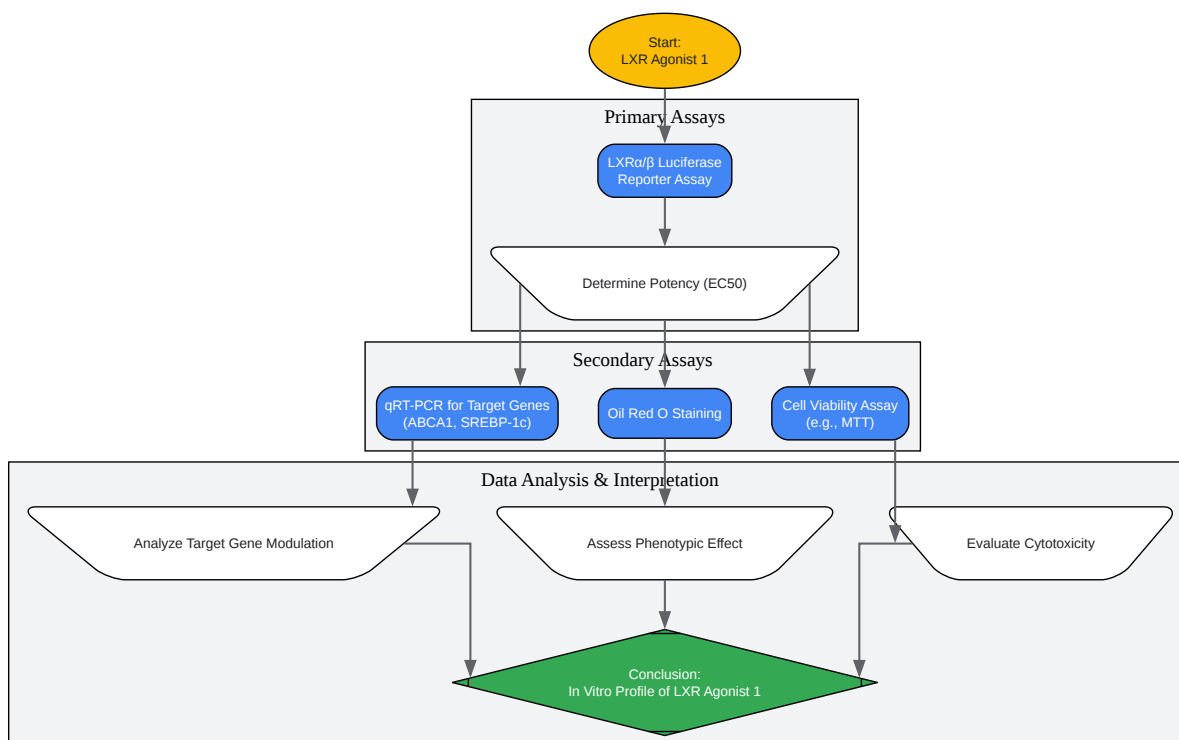 Start:
LXR Agonist 1
Primary Assays
LXRα/β Luciferase
Reporter Assay
Determine Potency (EC50)
Secondary Assays
qRT-PCR for Target Genes
(ABCA1, SREBP-1c)
Oil Red O Staining
Cell Viability Assay
(e.g., MTT)
Data Analysis & Interpretation
Analyze Target Gene Modulation
Assess Phenotypic Effect
Evaluate Cytotoxicity
Conclusion:
In Vitro Profile of LXR Agonist 1